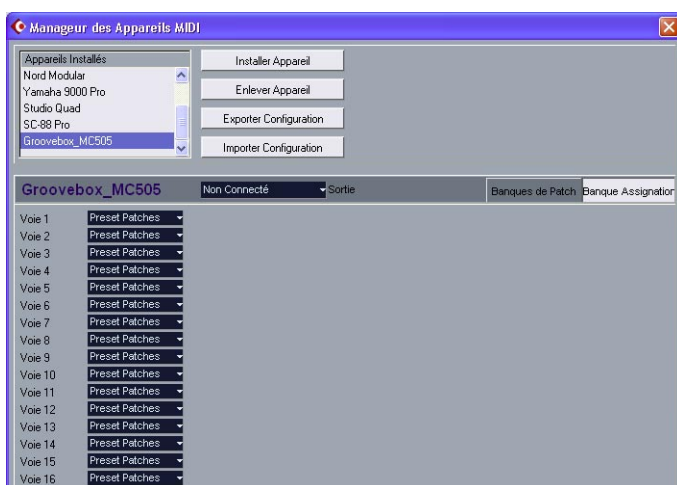 Manageur des Appareils MIDI
Appareils Installés
Nord Modular
Yamaha 9000 Pro
Studio Quad
SC-88 Pro
Groovebox_MC505
Installer Appareil
Enlever Appareil
Exporter Configuration
Importer Configuration
Groovebox_MC505 Non Connecté Sortie Banques de Patch Banque Assignation
Voie 1 Preset Patches
Voie 2 Preset Patches
Voie 3 Preset Patches
Voie 4 Preset Patches
Voie 5 Preset Patches
Voie 6 Preset Patches
Voie 7 Preset Patches
Voie 8 Preset Patches
Voie 9 Preset Patches
Voie 10 Preset Patches
Voie 11 Preset Patches
Voie 12 Preset Patches
Voie 13 Preset Patches
Voie 14 Preset Patches
Voie 15 Preset Patches
Voie 16 Preset Patches